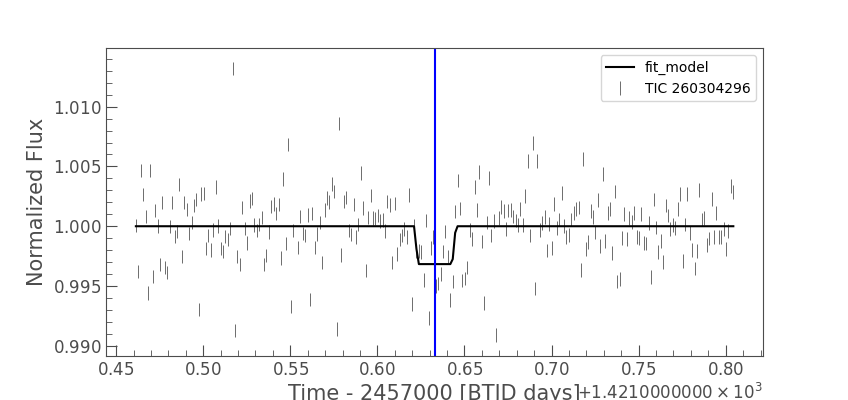 fit_model
TIC 260304296
Normalized Flux
1.010
1.005
1.000
0.995
0.990
0.45 0.50 0.55 0.60 0.65 0.70 0.75 0.80
Time - 2457000 [BTJD days]
+1.4210000000 × 10³